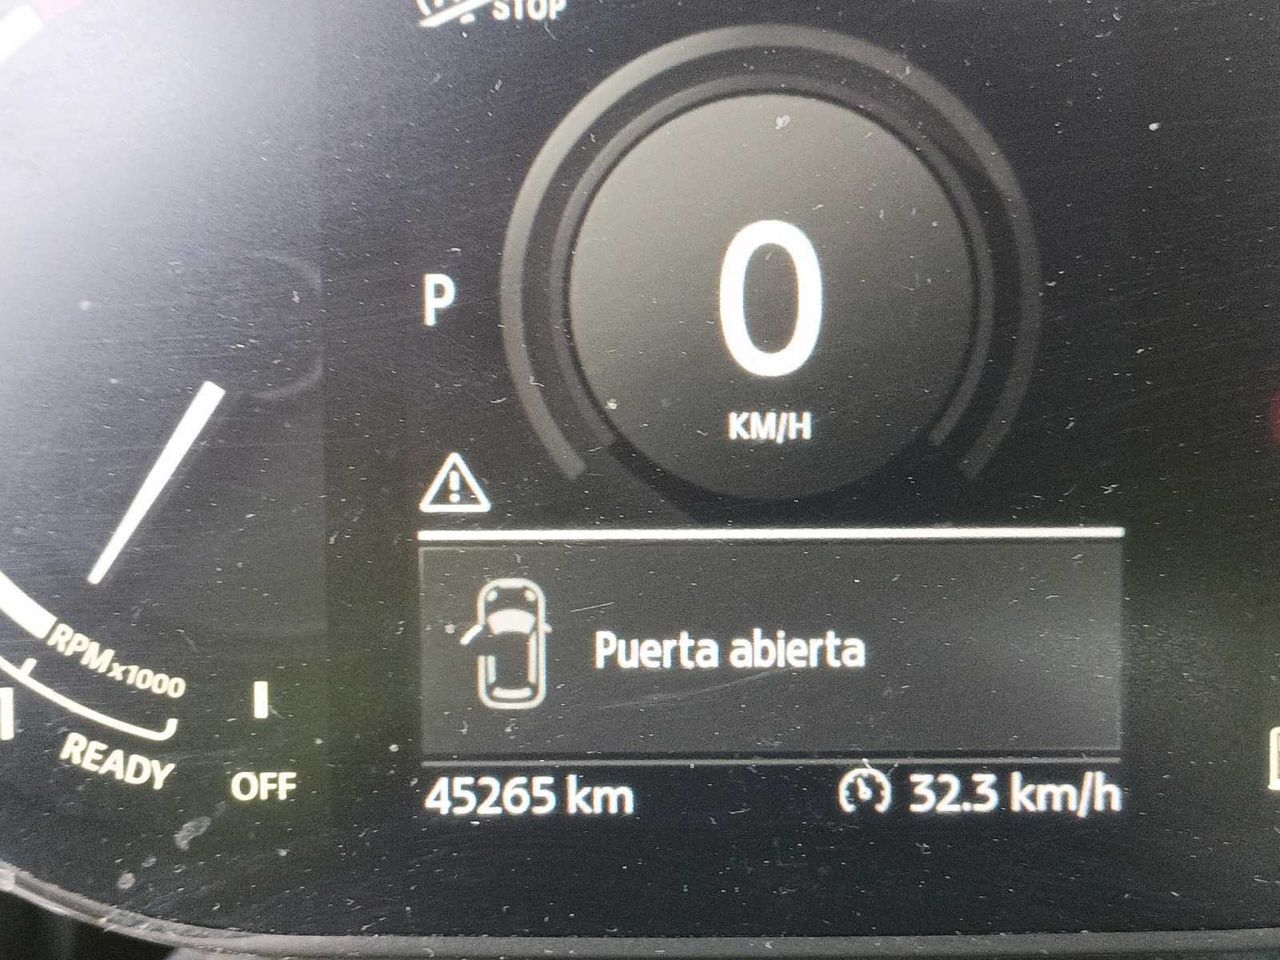 STOP
0
P
KM/H
Puerta abierta
RPMx1000
READY
OFF
45265 km
32.3 km/h